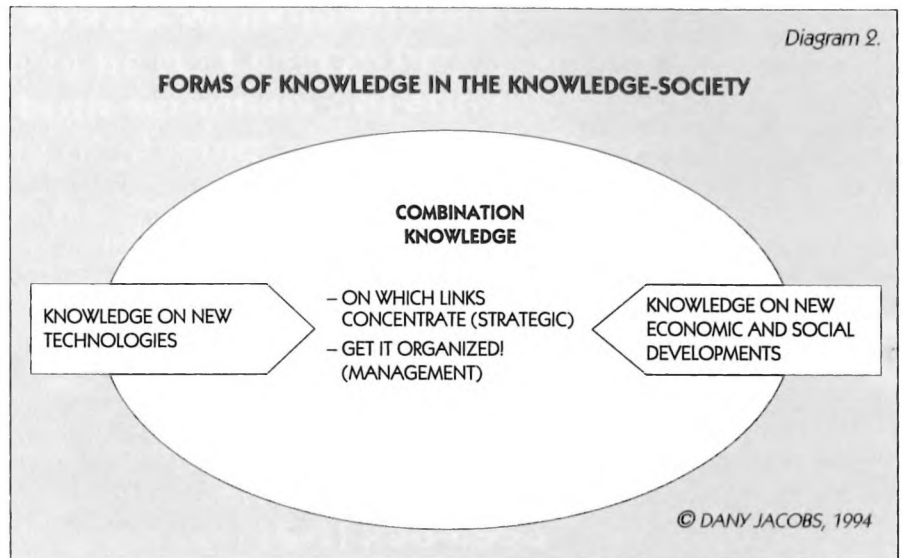 Diagram 2.
FORMS OF KNOWLEDGE IN THE KNOWLEDGE-SOCIETY
COMBINATION
KNOWLEDGE
KNOWLEDGE ON NEW
TECHNOLOGIES
– ON WHICH LINKS
CONCENTRATE (STRATEGIC)
– GET IT ORGANIZED!
(MANAGEMENT)
KNOWLEDGE ON NEW
ECONOMIC AND SOCIAL
DEVELOPMENTS
© DANY JACOBS, 1994